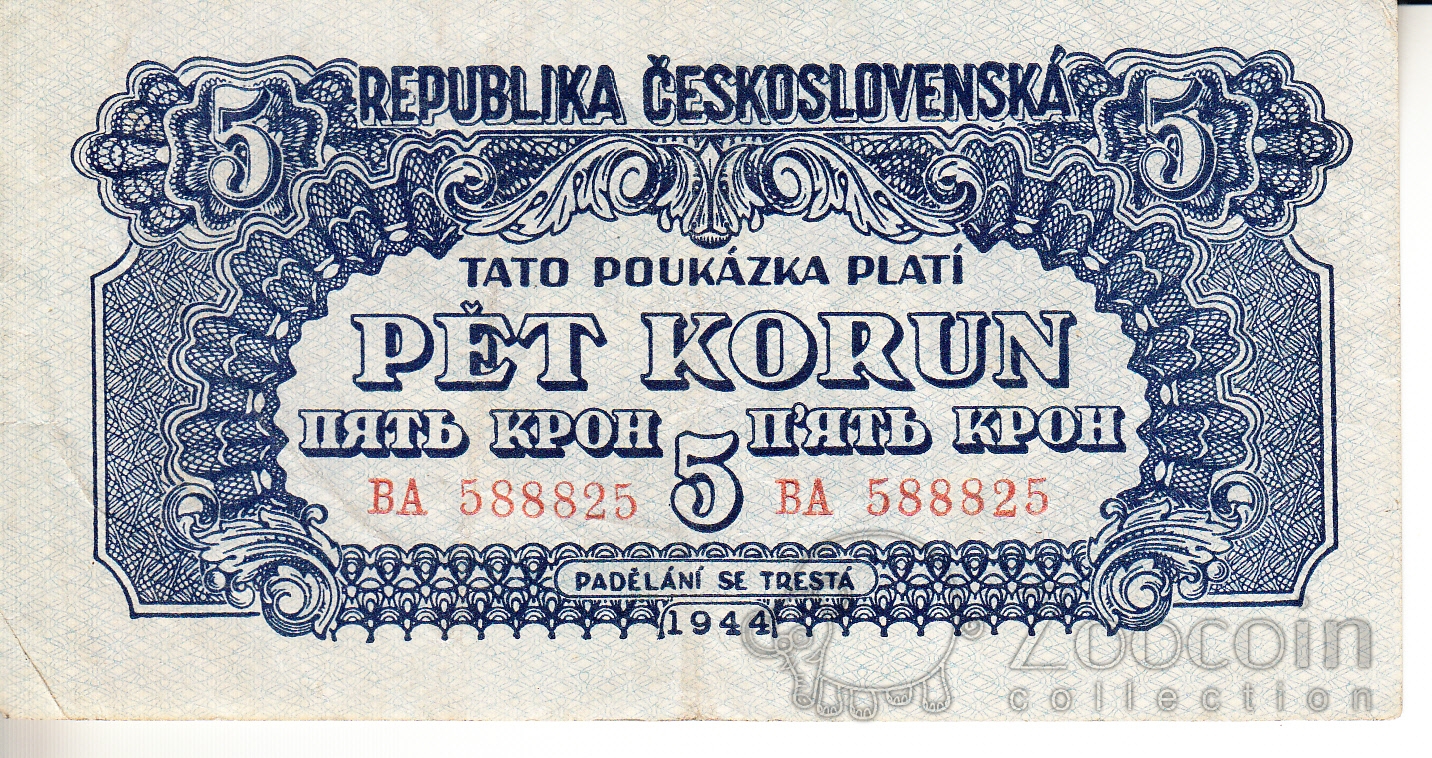 5 REPUBLIKA ČESKOSLOVENSKÁ 5
TATO POUKÁZKA PLATÍ
PĚT KORUN
ПЯТЬ КРОН 5 П'ЯТЬ КРОН
BA 588825 BA 588825
PADĚLÁNÍ SE TRESTÁ
1944
Zoocoin
collection